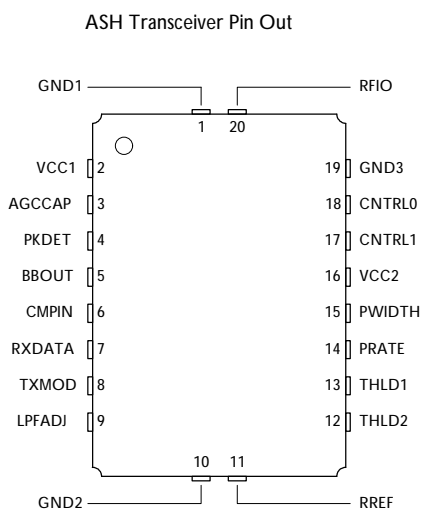 ASH Transceiver Pin Out
GND1 RFIO
1 20
VCC1 2 19 GND3
AGCCAP 3 18 CNTRL0
PKDET 4 17 CNTRL1
BBOUT 5 16 VCC2
CMPIN 6 15 PWIDTH
RXDATA 7 14 PRATE
TXMOD 8 13 THLD1
LPFADJ 9 12 THLD2
10 11
GND2 RREF